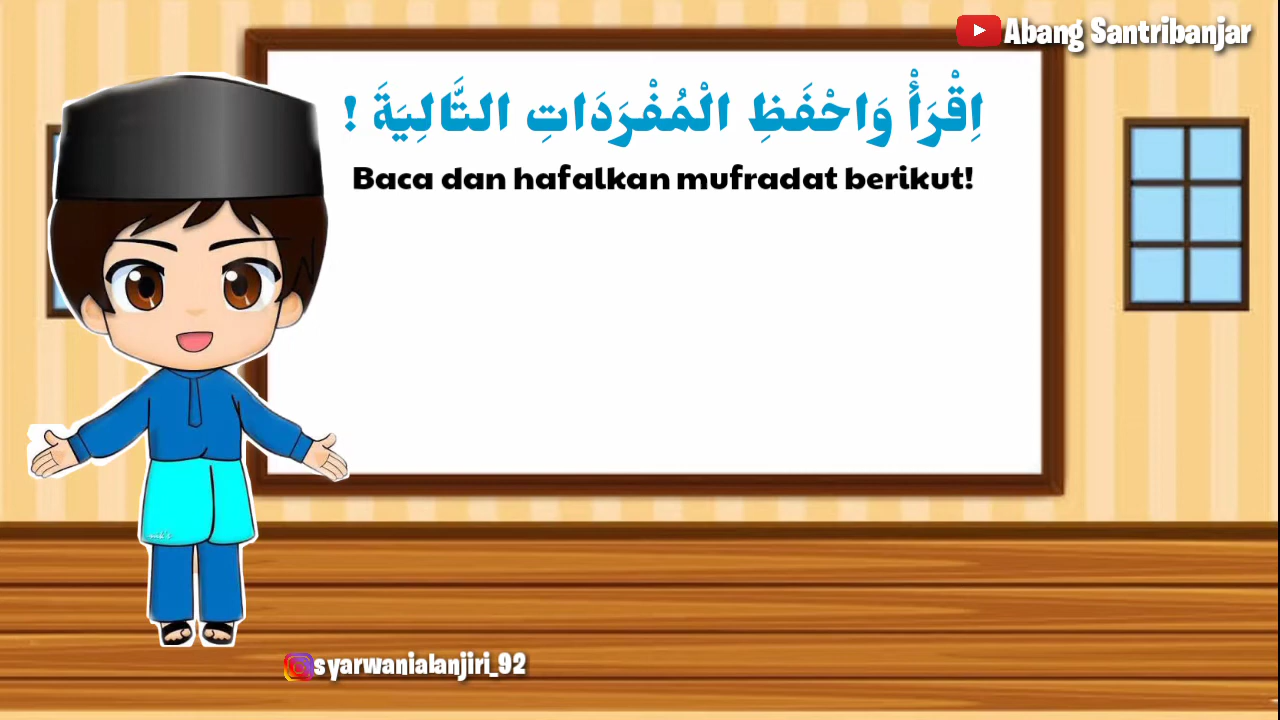 Abang Santribanjar
اِقْرَأْ وَاحْفَظِ الْمُفْرَدَاتِ التَّالِيَةَ !
Baca dan hafalkan mufradat berikut!
syarwanialanjiri_92